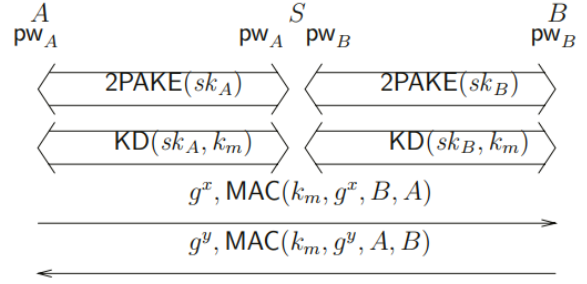 A S B
pw_A pw_A pw_B pw_B
2PAKE(sk_A) 2PAKE(sk_B)
KD(sk_A, k_m) KD(sk_B, k_m)
g^x, MAC(k_m, g^x, B, A)
g^y, MAC(k_m, g^y, A, B)